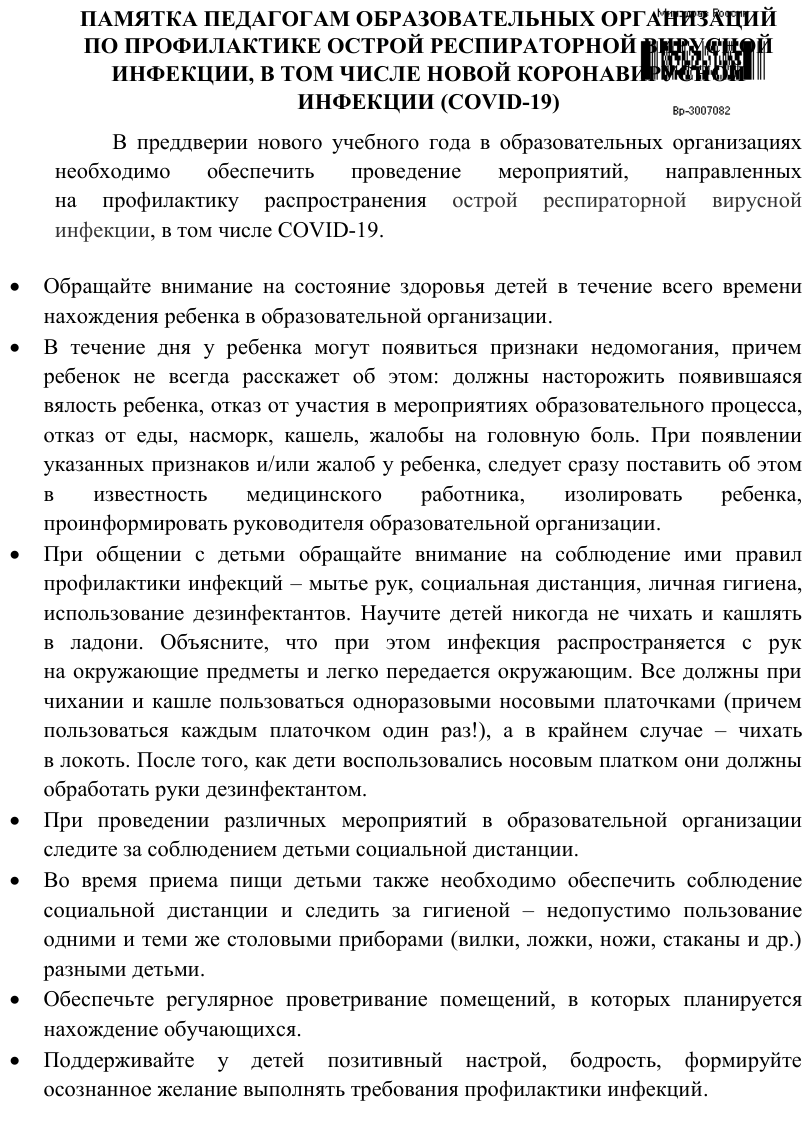 Минздрав России
ПАМЯТКА ПЕДАГОГАМ ОБРАЗОВАТЕЛЬНЫХ ОРГАНИЗАЦИЙ
ПО ПРОФИЛАКТИКЕ ОСТРОЙ РЕСПИРАТОРНОЙ ВИРУСНОЙ
ИНФЕКЦИИ, В ТОМ ЧИСЛЕ НОВОЙ КОРОНАВИРУСНОЙ
ИНФЕКЦИИ (COVID-19)
Вр-3007082
В преддверии нового учебного года в образовательных организациях
необходимо обеспечить проведение мероприятий, направленных
на профилактику распространения острой респираторной вирусной
инфекции, в том числе COVID-19.
• Обращайте внимание на состояние здоровья детей в течение всего времени
нахождения ребенка в образовательной организации.
• В течение дня у ребенка могут появиться признаки недомогания, причем
ребенок не всегда расскажет об этом: должны насторожить появившаяся
вялость ребенка, отказ от участия в мероприятиях образовательного процесса,
отказ от еды, насморк, кашель, жалобы на головную боль. При появлении
указанных признаков и/или жалоб у ребенка, следует сразу поставить об этом
в известность медицинского работника, изолировать ребенка,
проинформировать руководителя образовательной организации.
• При общении с детьми обращайте внимание на соблюдение ими правил
профилактики инфекций – мытье рук, социальная дистанция, личная гигиена,
использование дезинфектантов. Научите детей никогда не чихать и кашлять
в ладони. Объясните, что при этом инфекция распространяется с рук
на окружающие предметы и легко передается окружающим. Все должны при
чихании и кашле пользоваться одноразовыми носовыми платочками (причем
пользоваться каждым платочком один раз!), а в крайнем случае – чихать
в локоть. После того, как дети воспользовались носовым платком они должны
обработать руки дезинфектантом.
• При проведении различных мероприятий в образовательной организации
следите за соблюдением детьми социальной дистанции.
• Во время приема пищи детьми также необходимо обеспечить соблюдение
социальной дистанции и следить за гигиеной – недопустимо пользование
одними и теми же столовыми приборами (вилки, ложки, ножи, стаканы и др.)
разными детьми.
• Обеспечьте регулярное проветривание помещений, в которых планируется
нахождение обучающихся.
• Поддерживайте у детей позитивный настрой, бодрость, формируйте
осознанное желание выполнять требования профилактики инфекций.